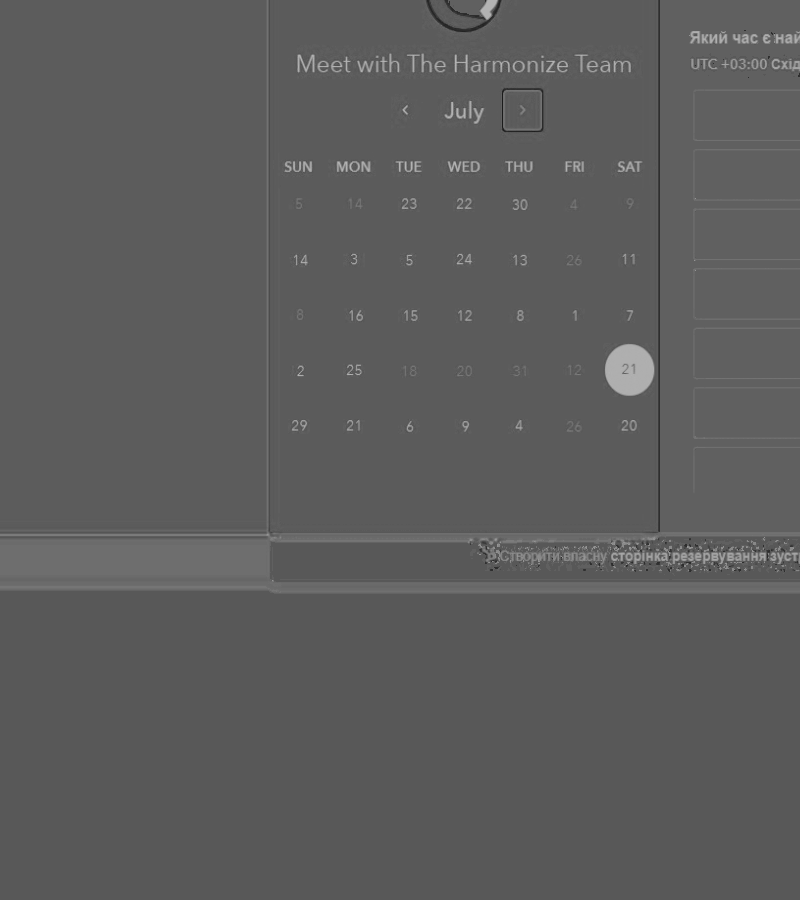 Meet with The Harmonize Team
July
SUN MON TUE WED THU FRI SAT
5 14 23 22 30 4 9
14 3 5 24 13 26 11
8 16 15 12 8 1 7
2 25 18 20 31 12 21
29 21 6 9 4 26 20
Який час є най
UTC +03:00 Схід
Створити власну сторінка резервування зустр